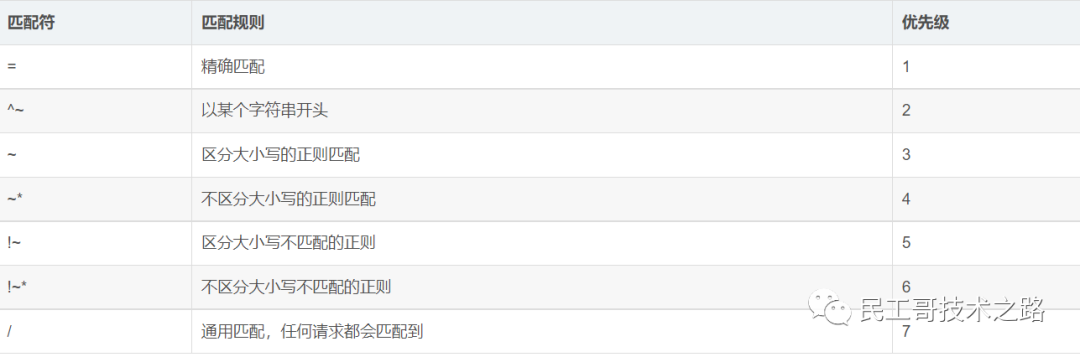 匹配符 匹配规则 优先级
= 精确匹配 1
^~ 以某个字符串开头 2
~ 区分大小写的正则匹配 3
~* 不区分大小写的正则匹配 4
!~ 区分大小写不匹配的正则 5
!~* 不区分大小写不匹配的正则 6
民工哥技术之路
/ 通用匹配，任何请求都会匹配到 7